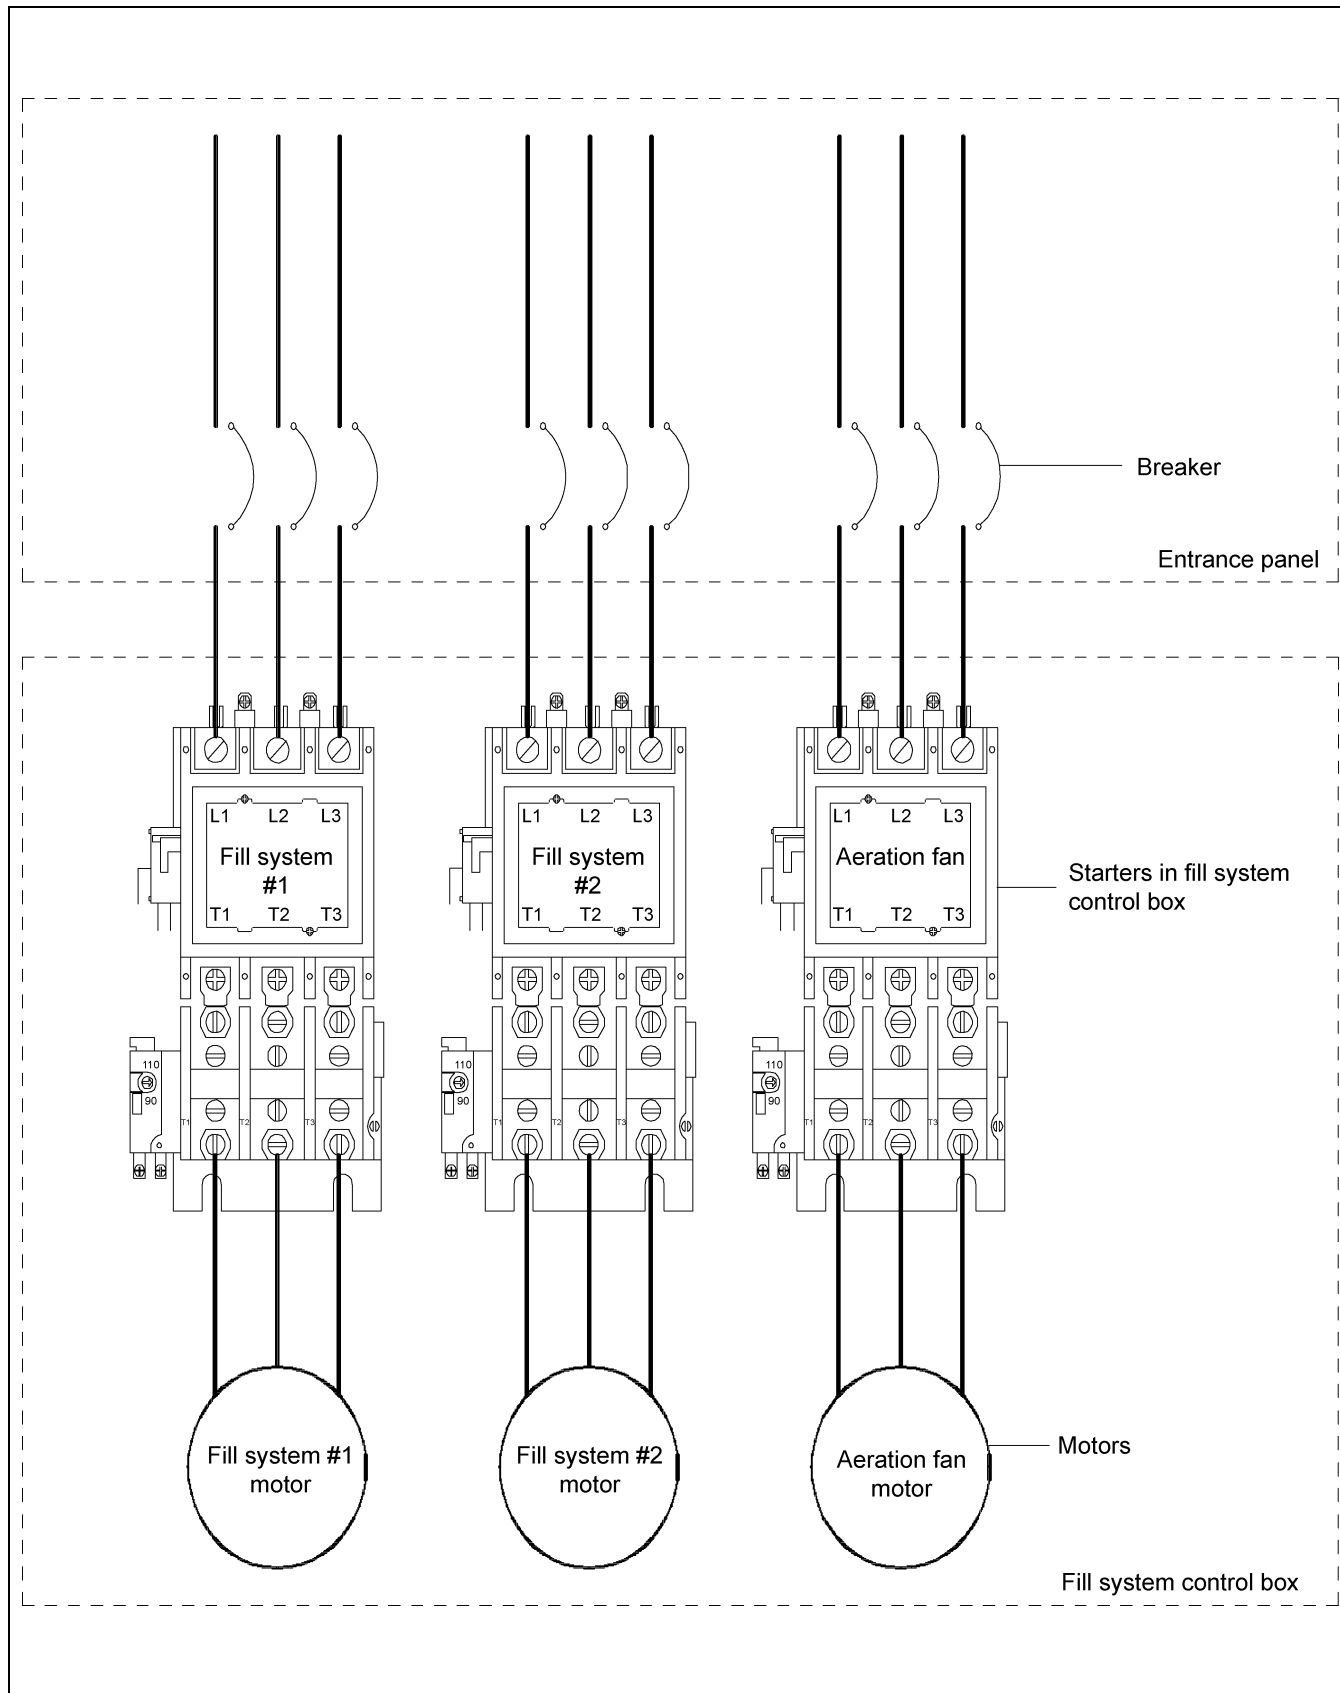 Breaker
Entrance panel
L1 L2 L3
Fill system
#1
T1 T2 T3
L1 L2 L3
Fill system
#2
T1 T2 T3
L1 L2 L3
Aeration fan
T1 T2 T3
Starters in fill system
control box
110
90
T1 T2 T3
110
90
T1 T2 T3
110
90
T1 T2 T3
Fill system #1
motor
Fill system #2
motor
Aeration fan
motor
Motors
Fill system control box